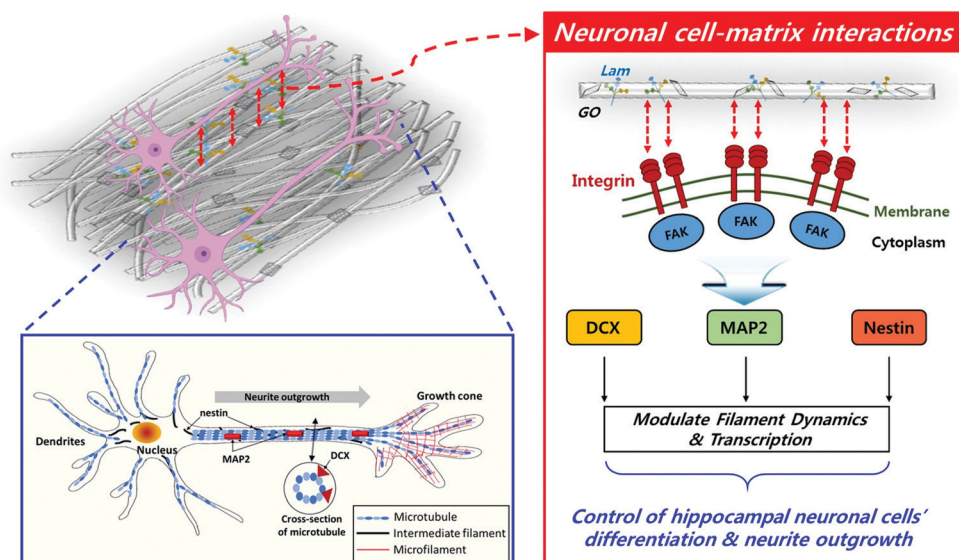 Neuronal cell-matrix interactions
Lam
GO
Integrin
Membrane
FAK
FAK
FAK
Cytoplasm
DCX
MAP2
Nestin
Modulate Filament Dynamics
& Transcription
Control of hippocampal neuronal cells’
differentiation & neurite outgrowth
Neurite outgrowth
Growth cone
nestin
Dendrites
Nucleus
MAP2
DCX
Cross-section
of microtubule
Microtubule
Intermediate filament
Microfilament